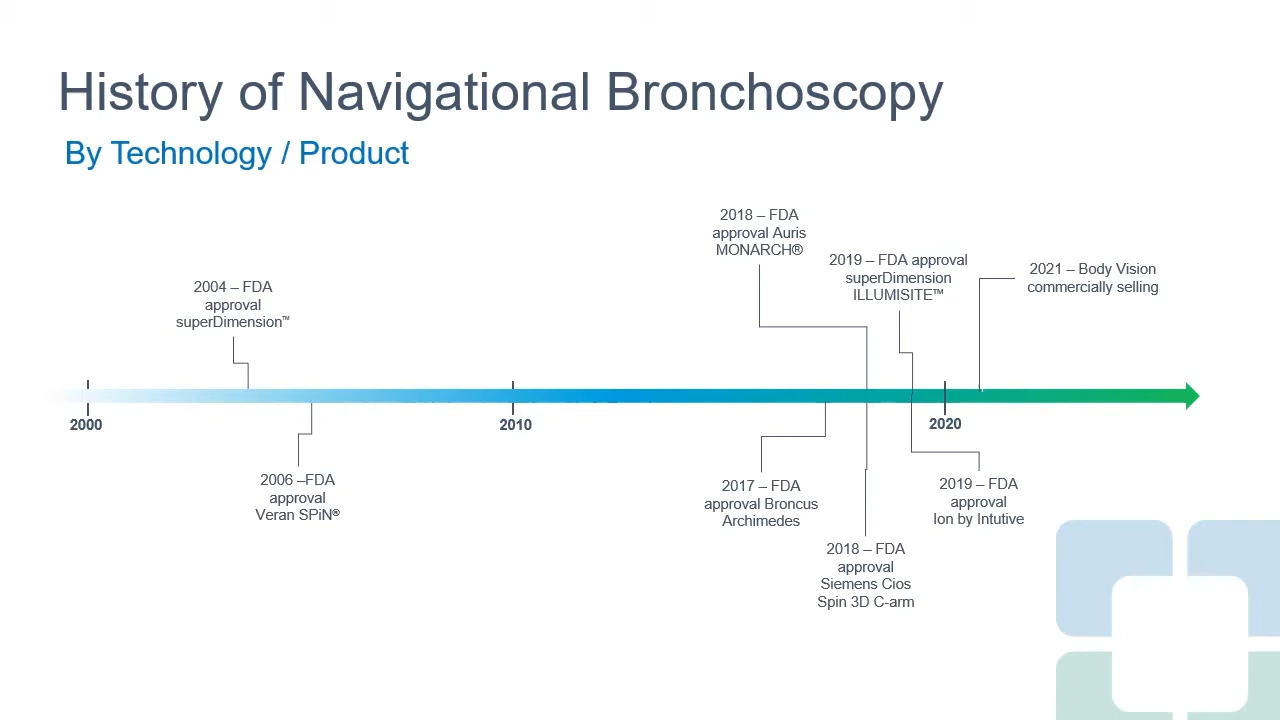 History of Navigational Bronchoscopy
By Technology / Product
2018 – FDA
approval Auris
MONARCH®
2019 – FDA approval
superDimension
ILLUMISITE™
2021 – Body Vision
commercially selling
2004 – FDA
approval
superDimension™
2000
2010
2020
2006 –FDA
approval
Veran SPiN®
2017 – FDA
approval Broncus
Archimedes
2019 – FDA
approval
Ion by Intutive
2018 – FDA
approval
Siemens Cios
Spin 3D C-arm